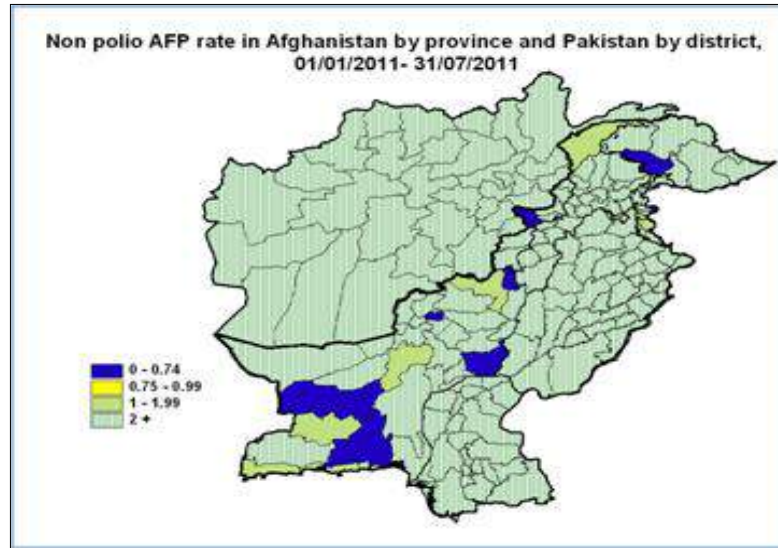 Non polio AFP rate in Afghanistan by province and Pakistan by district,
01/01/2011- 31/07/2011
0 - 0.74
0.75 - 0.99
1 - 1.99
2 +